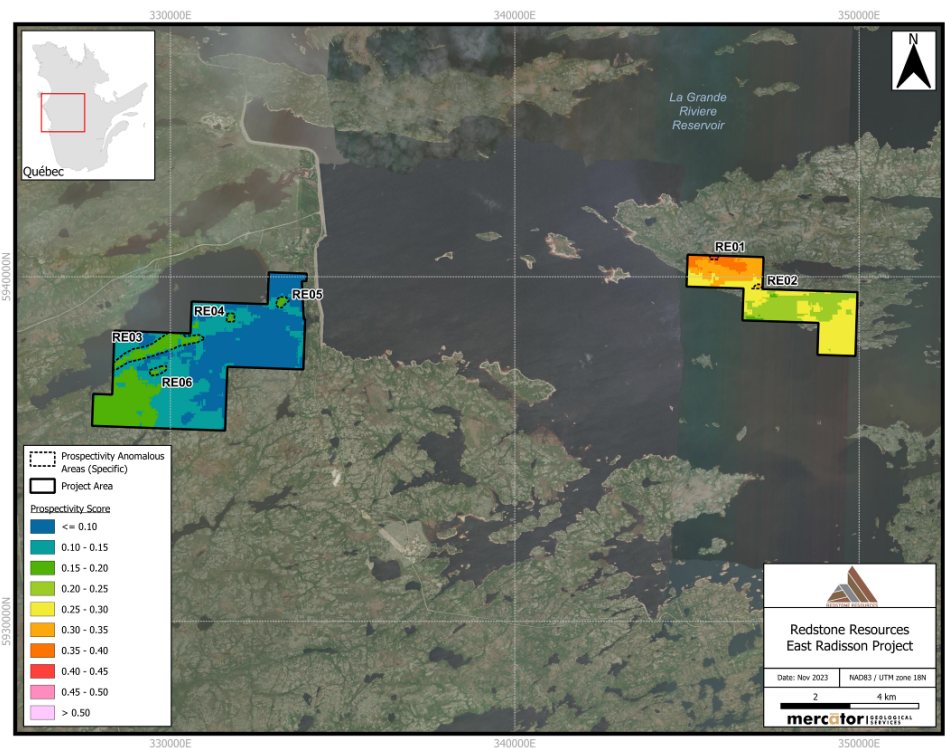 330000E
340000E
350000E
Québec
N
La Grande
Riviere
Reservoir
5940000N
5930000N
RE01
RE02
RE03
RE04
RE05
RE06
Prospectivity Anomalous
Areas (Specific)
Project Area
Prospectivity Score
<= 0.10
0.10 - 0.15
0.15 - 0.20
0.20 - 0.25
0.25 - 0.30
0.30 - 0.35
0.35 - 0.40
0.40 - 0.45
0.45 - 0.50
> 0.50
REDSTONE RESOURCES
Redstone Resources
East Radisson Project
Date: Nov 2023
NAD83 / UTM zone 18N
2 4 km
mercator GEOLOGICAL
SERVICES
330000E
340000E
350000E